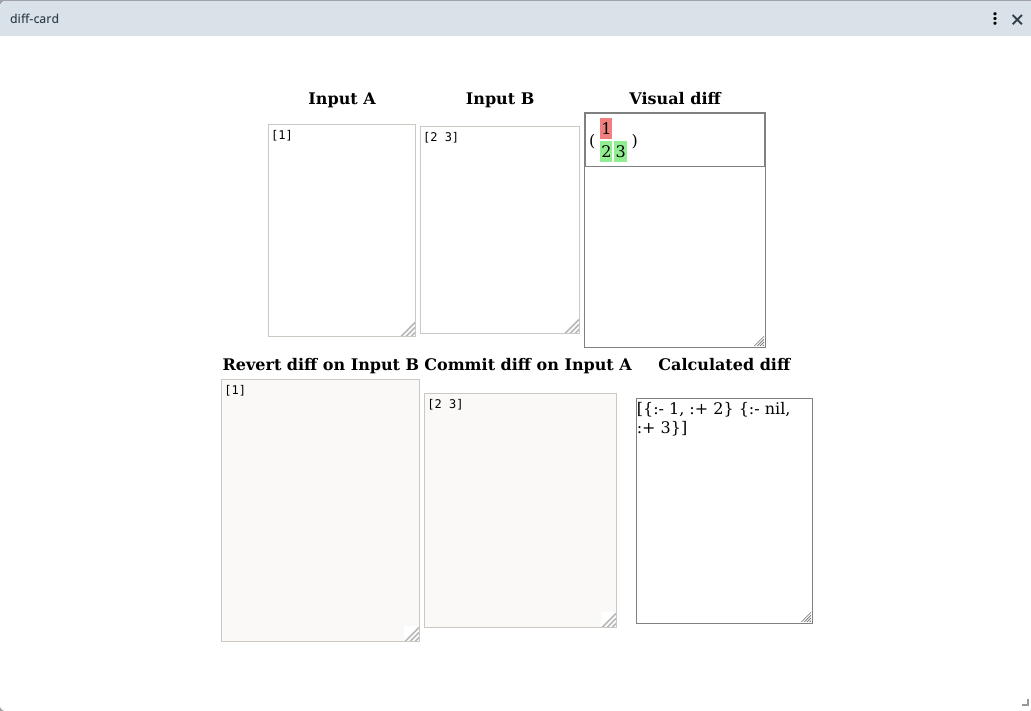 diff-card
Input A
Input B
Visual diff
[1]
[2 3]
1
( )
2 3
Revert diff on Input B
Commit diff on Input A
Calculated diff
[1]
[2 3]
[{:- 1, :+ 2} {:- nil,
:+ 3}]